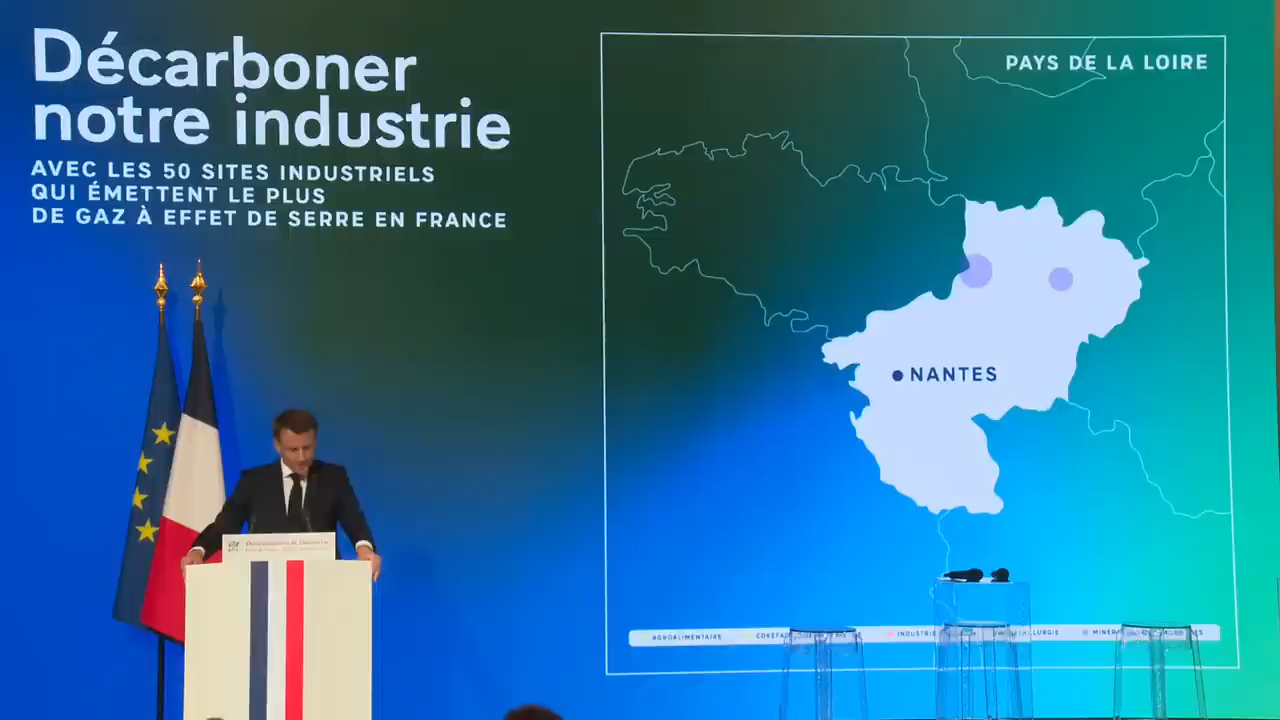 Décarboner
notre industrie
AVEC LES 50 SITES INDUSTRIELS
QUI ÉMETTENT LE PLUS
DE GAZ À EFFET DE SERRE EN FRANCE
PAYS DE LA LOIRE
NANTES
AGROALIMENTAIRE
INDUSTRIE